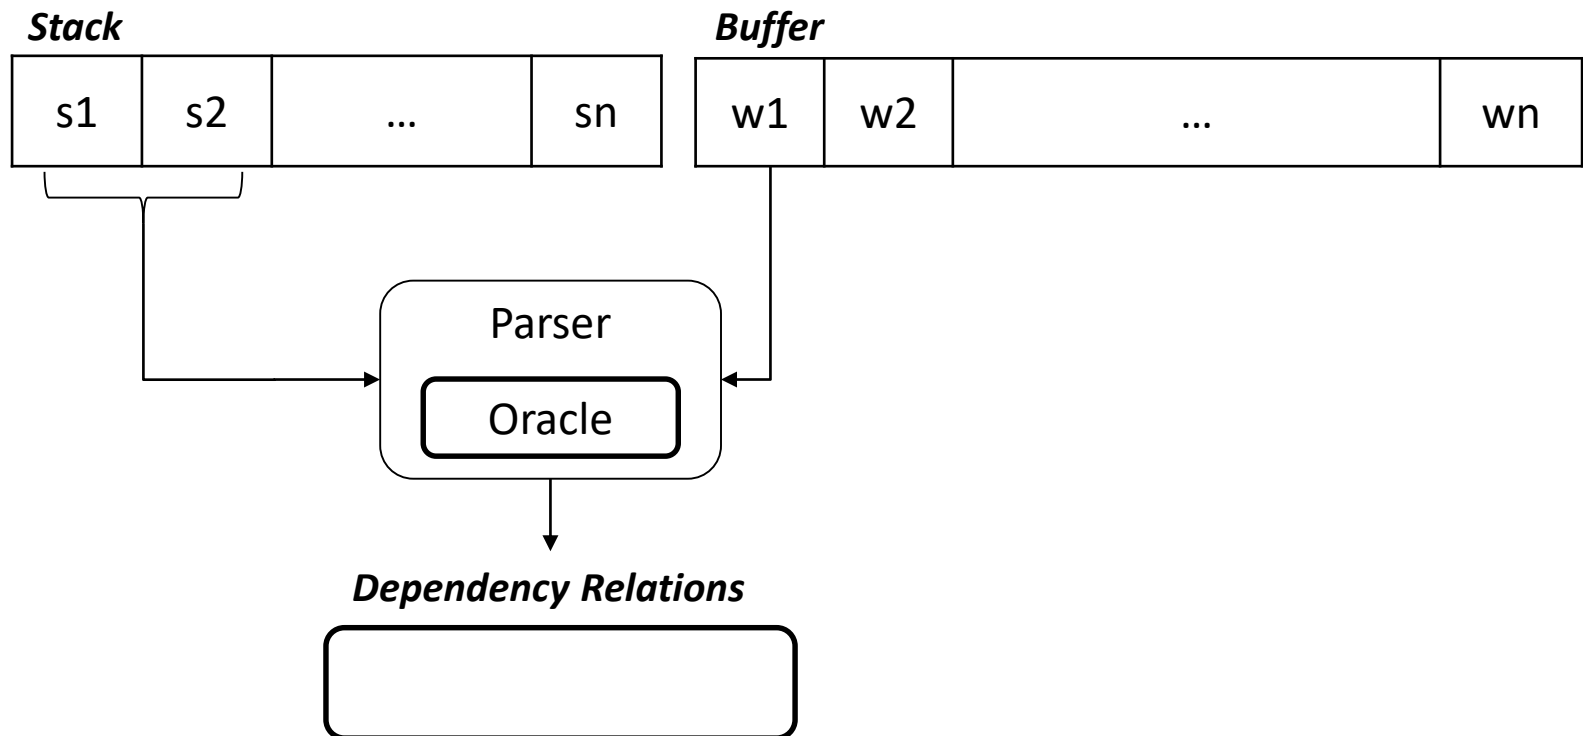 Stack
Buffer
s1 s2 ... sn
w1 w2 ... wn
Parser
Oracle
Dependency Relations